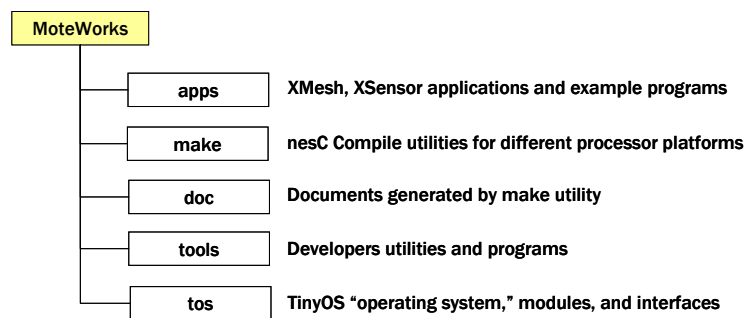 MoteWorks
apps XMesh, XSensor applications and example programs
make nesC Compile utilities for different processor platforms
doc Documents generated by make utility
tools Developers utilities and programs
tos TinyOS “operating system,” modules, and interfaces